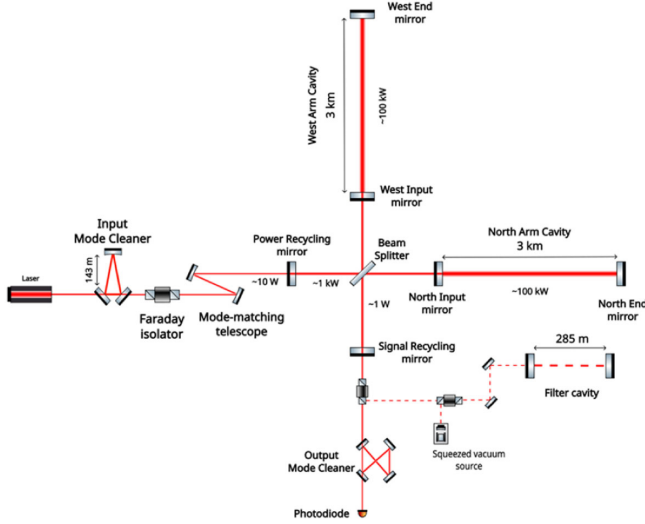 West End
mirror
West Arm Cavity
3 km
~100 kW
West Input
mirror
Input
Mode Cleaner
143 m
Laser
Faraday
isolator
Mode-matching
telescope
Power Recycling
mirror
~10 W
~1 kW
Beam
Splitter
~1 W
North Arm Cavity
3 km
~100 kW
North Input
mirror
North End
mirror
Signal Recycling
mirror
285 m
Filter cavity
Squeezed vacuum
source
Output
Mode Cleaner
Photodiode